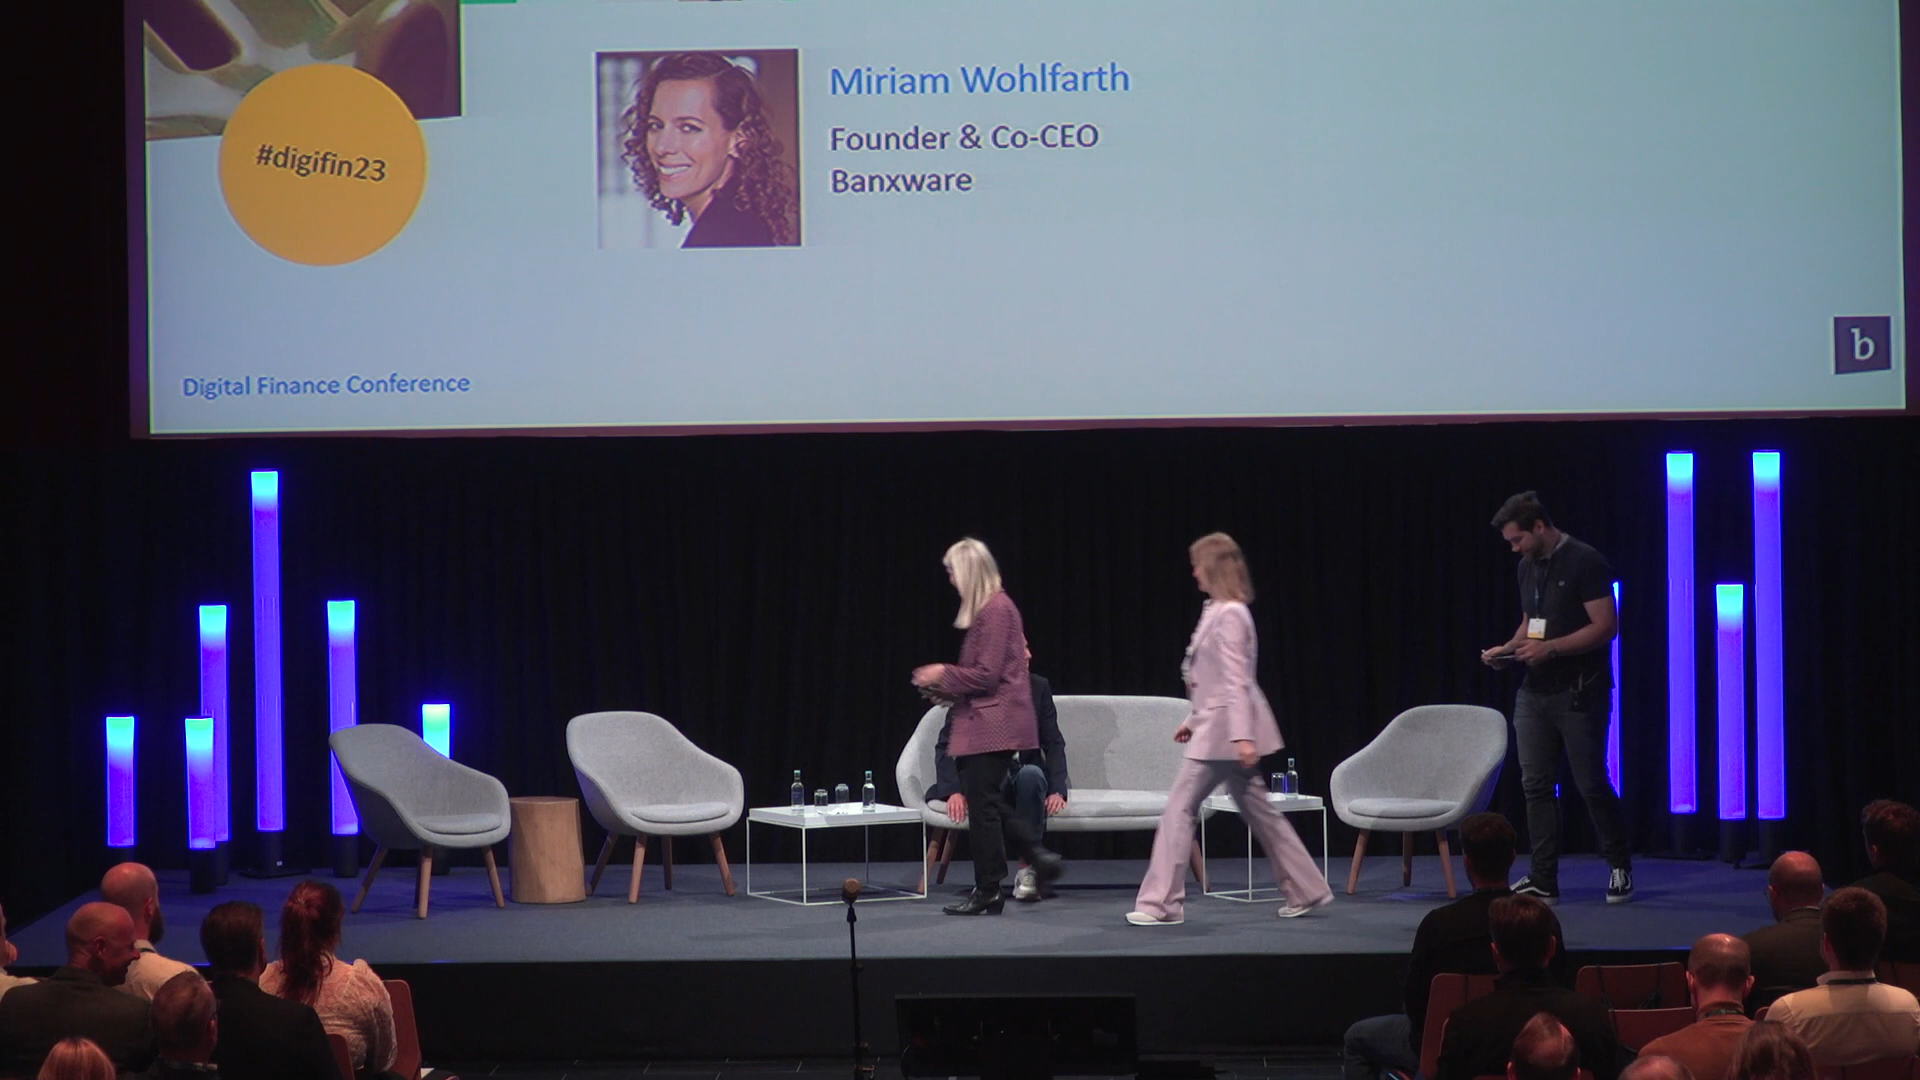 #digifin23
Miriam Wohlfarth
Founder & Co-CEO
Banxware
Digital Finance Conference
b